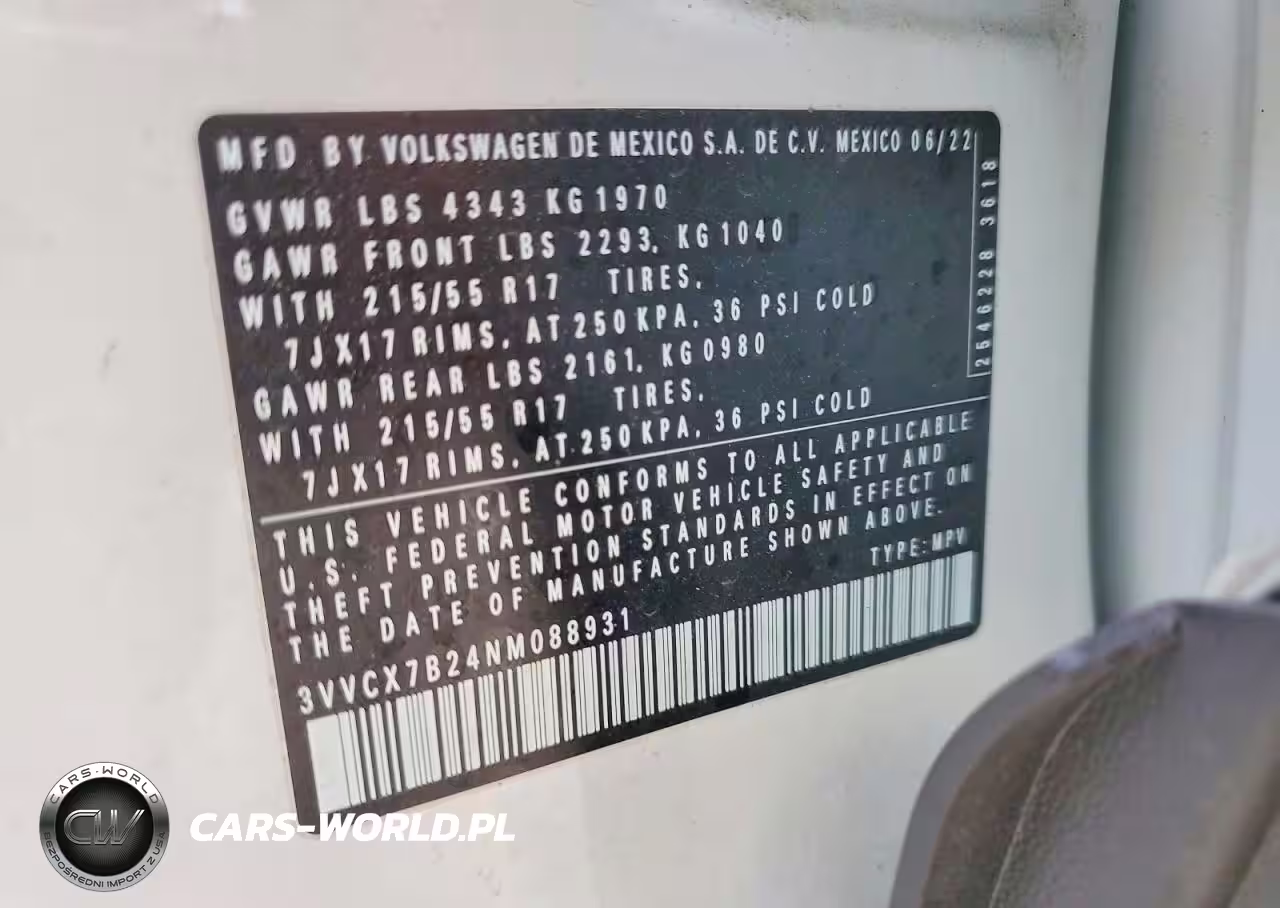 MFD BY VOLKSWAGEN DE MEXICO S.A. DE C.V. MEXICO 06/22
GVWR LBS 4343 KG 1970
GAWR FRONT LBS 2293, KG 1040
WITH 215/55 R17 TIRES,
7JX17 RIMS, AT 250 KPA, 36 PSI COLD
GAWR REAR LBS 2161, KG 0980
WITH 215/55 R17 TIRES,
7JX17 RIMS, AT 250 KPA, 36 PSI COLD
2546228 3618
THIS VEHICLE CONFORMS TO ALL APPLICABLE
U.S. FEDERAL MOTOR VEHICLE SAFETY AND
THEFT PREVENTION STANDARDS IN EFFECT ON
THE DATE OF MANUFACTURE SHOWN ABOVE.
TYPE: MPV
3VVCX7B24NM088931
CARS-WORLD
CW
BEZPOŚREDNI IMPORT Z USA
CARS-WORLD.PL